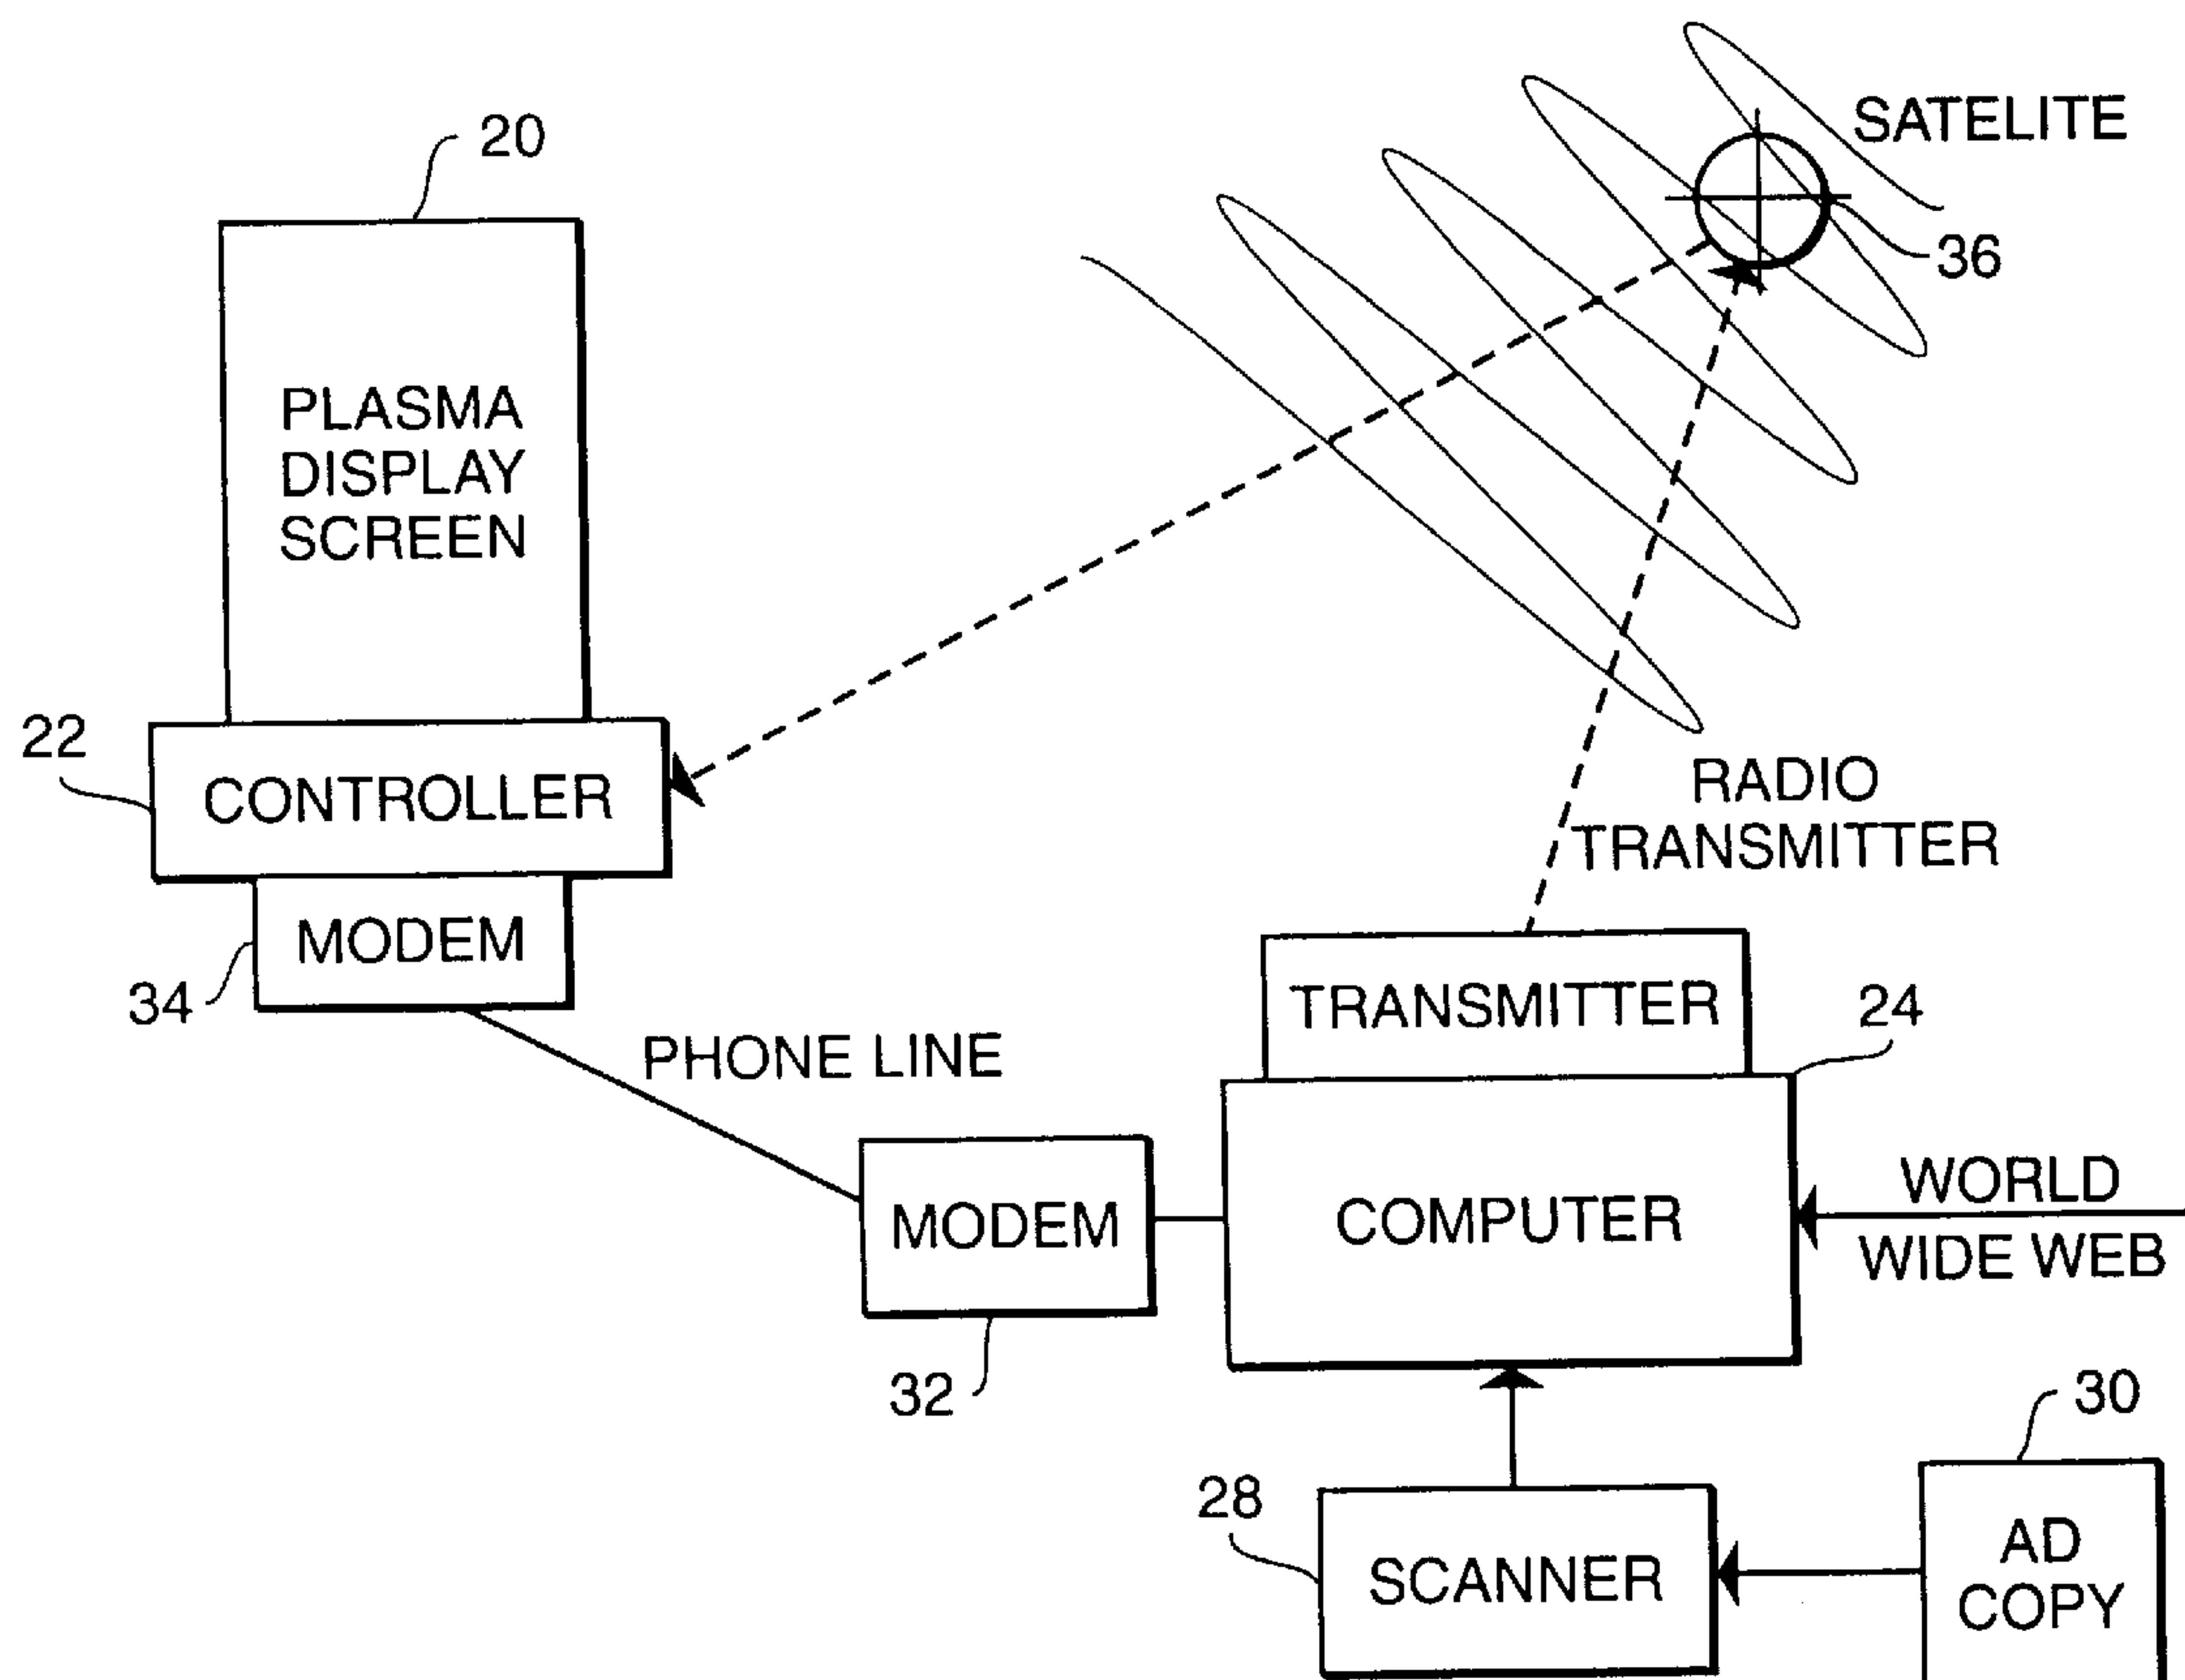 SATELITE
20
36
PLASMA
DISPLAY
SCREEN
22
CONTROLLER
RADIO
TRANSMITTER
MODEM
34
TRANSMITTER
24
PHONE LINE
WORLD
WIDE WEB
MODEM
COMPUTER
32
30
28
SCANNER
AD
COPY